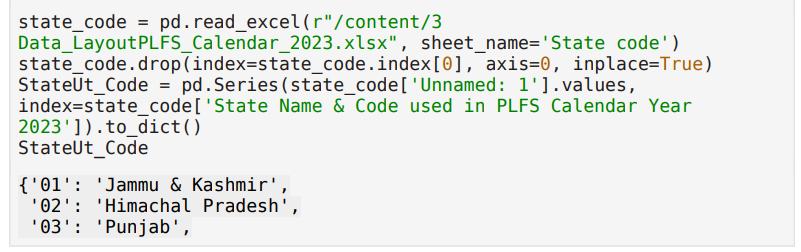 state_code = pd.read_excel(r"/content/3
Data_LayoutPLFS_Calendar_2023.xlsx", sheet_name='State code')
state_code.drop(index=state_code.index[0], axis=0, inplace=True)
StateUt_Code = pd.Series(state_code['Unnamed: 1'].values,
index=state_code['State Name & Code used in PLFS Calendar Year
2023']).to_dict()
StateUt_Code
{'01': 'Jammu & Kashmir',
 '02': 'Himachal Pradesh',
 '03': 'Punjab',